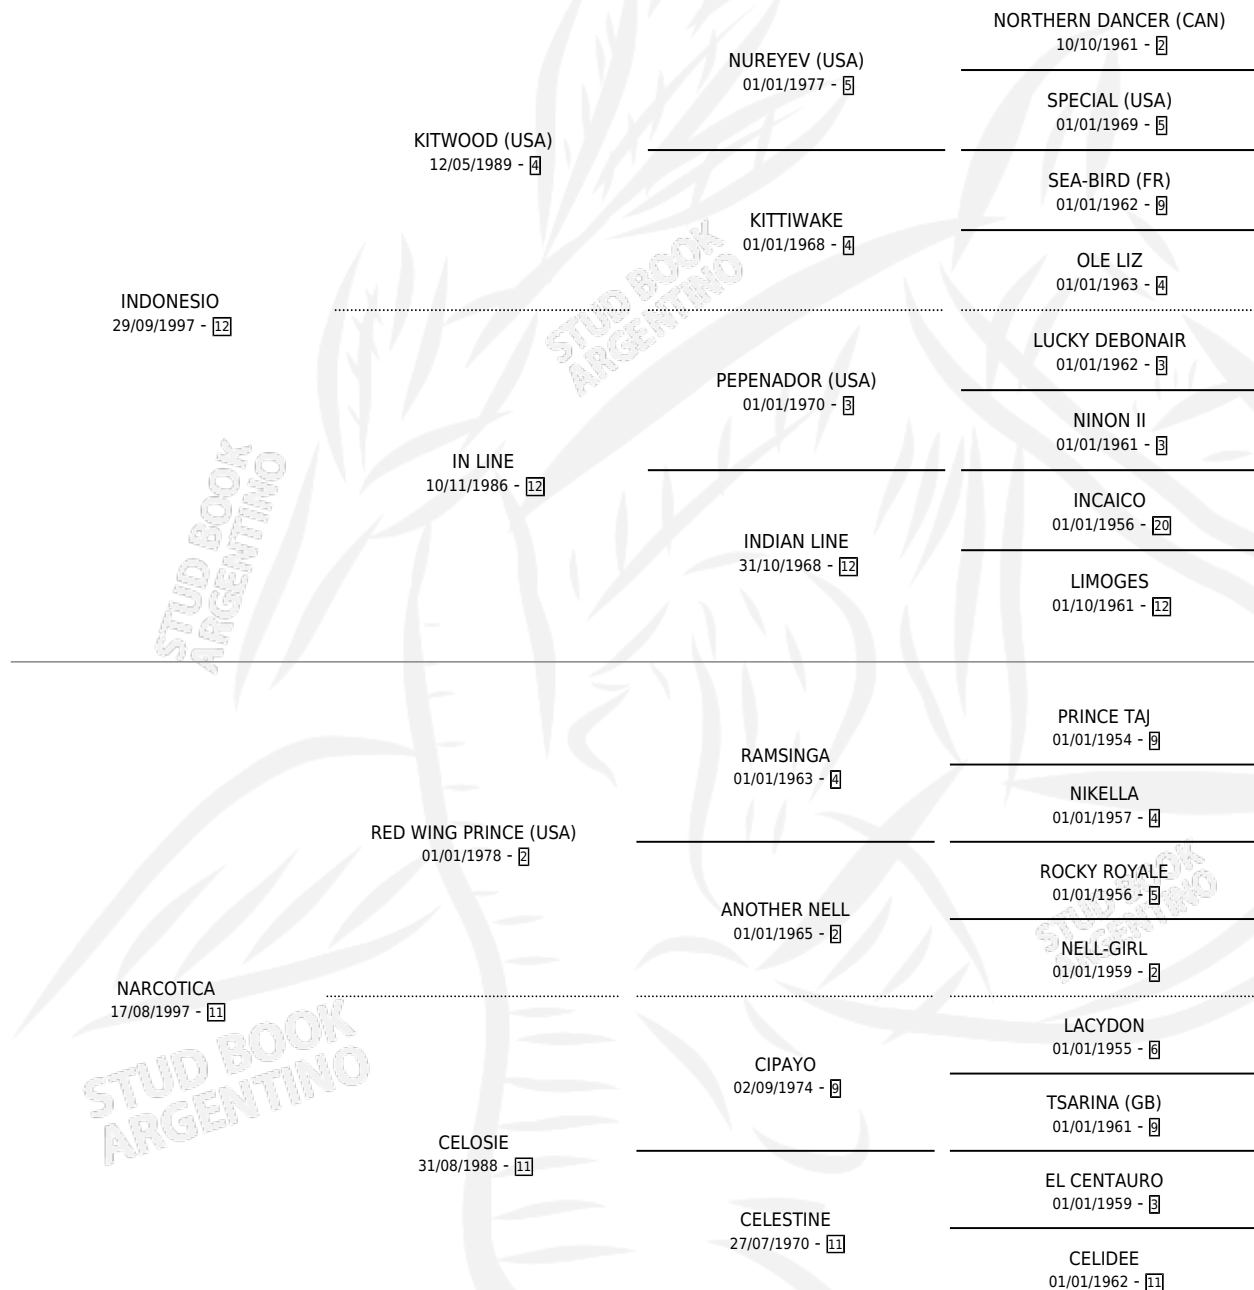 NORTHERN DANCER (CAN)
10/10/1961 - 2
NUREYEV (USA)
01/01/1977 - 5
SPECIAL (USA)
01/01/1969 - 5
KITWOOD (USA)
12/05/1989 - 4
SEA-BIRD (FR)
01/01/1962 - 9
KITTIWAKE
01/01/1968 - 4
OLE LIZ
01/01/1963 - 4
INDONESIO
29/09/1997 - 12
LUCKY DEBONAIR
01/01/1962 - 3
PEPENADOR (USA)
01/01/1970 - 3
NINON II
01/01/1961 - 3
IN LINE
10/11/1986 - 12
INCAICO
01/01/1956 - 20
INDIAN LINE
31/10/1968 - 12
LIMOGES
01/10/1961 - 12
PRINCE TAJ
01/01/1954 - 9
RAMSINGA
01/01/1963 - 4
NIKELLA
01/01/1957 - 4
RED WING PRINCE (USA)
01/01/1978 - 2
ROCKY ROYALE
01/01/1956 - 5
ANOTHER NELL
01/01/1965 - 2
NELL-GIRL
01/01/1959 - 2
NARCOTICA
17/08/1997 - 11
LACYDON
01/01/1955 - 6
CIPAYO
02/09/1974 - 9
TSARINA (GB)
01/01/1961 - 9
CELOSIE
31/08/1988 - 11
EL CENTAURO
01/01/1959 - 3
CELESTINE
27/07/1970 - 11
CELIDEE
01/01/1962 - 11
STUD BOOK
ARGENTINO
STUD BOOK
ARGENTINO
STUD BOOK
ARGENTINO
STUD BOOK
ARGENTINO